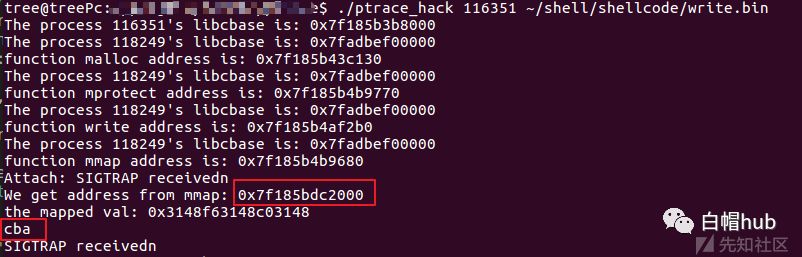 tree@treePc: $ ./ptrace_hack 116351 ~/shell/shellcode/write.bin
The process 116351's libcbase is: 0x7f185b3b8000
The process 118249's libcbase is: 0x7fadbef00000
function malloc address is: 0x7f185b43c130
The process 118249's libcbase is: 0x7fadbef00000
function mprotect address is: 0x7f185b4b9770
The process 118249's libcbase is: 0x7fadbef00000
function write address is: 0x7f185b4af2b0
The process 118249's libcbase is: 0x7fadbef00000
function mmap address is: 0x7f185b4b9680
Attach: SIGTRAP receivedn
We get address from mmap: 0x7f185bdc2000
the mapped val: 0x3148f63148c03148
cba
SIGTRAP receivedn
白帽hub
先知社区